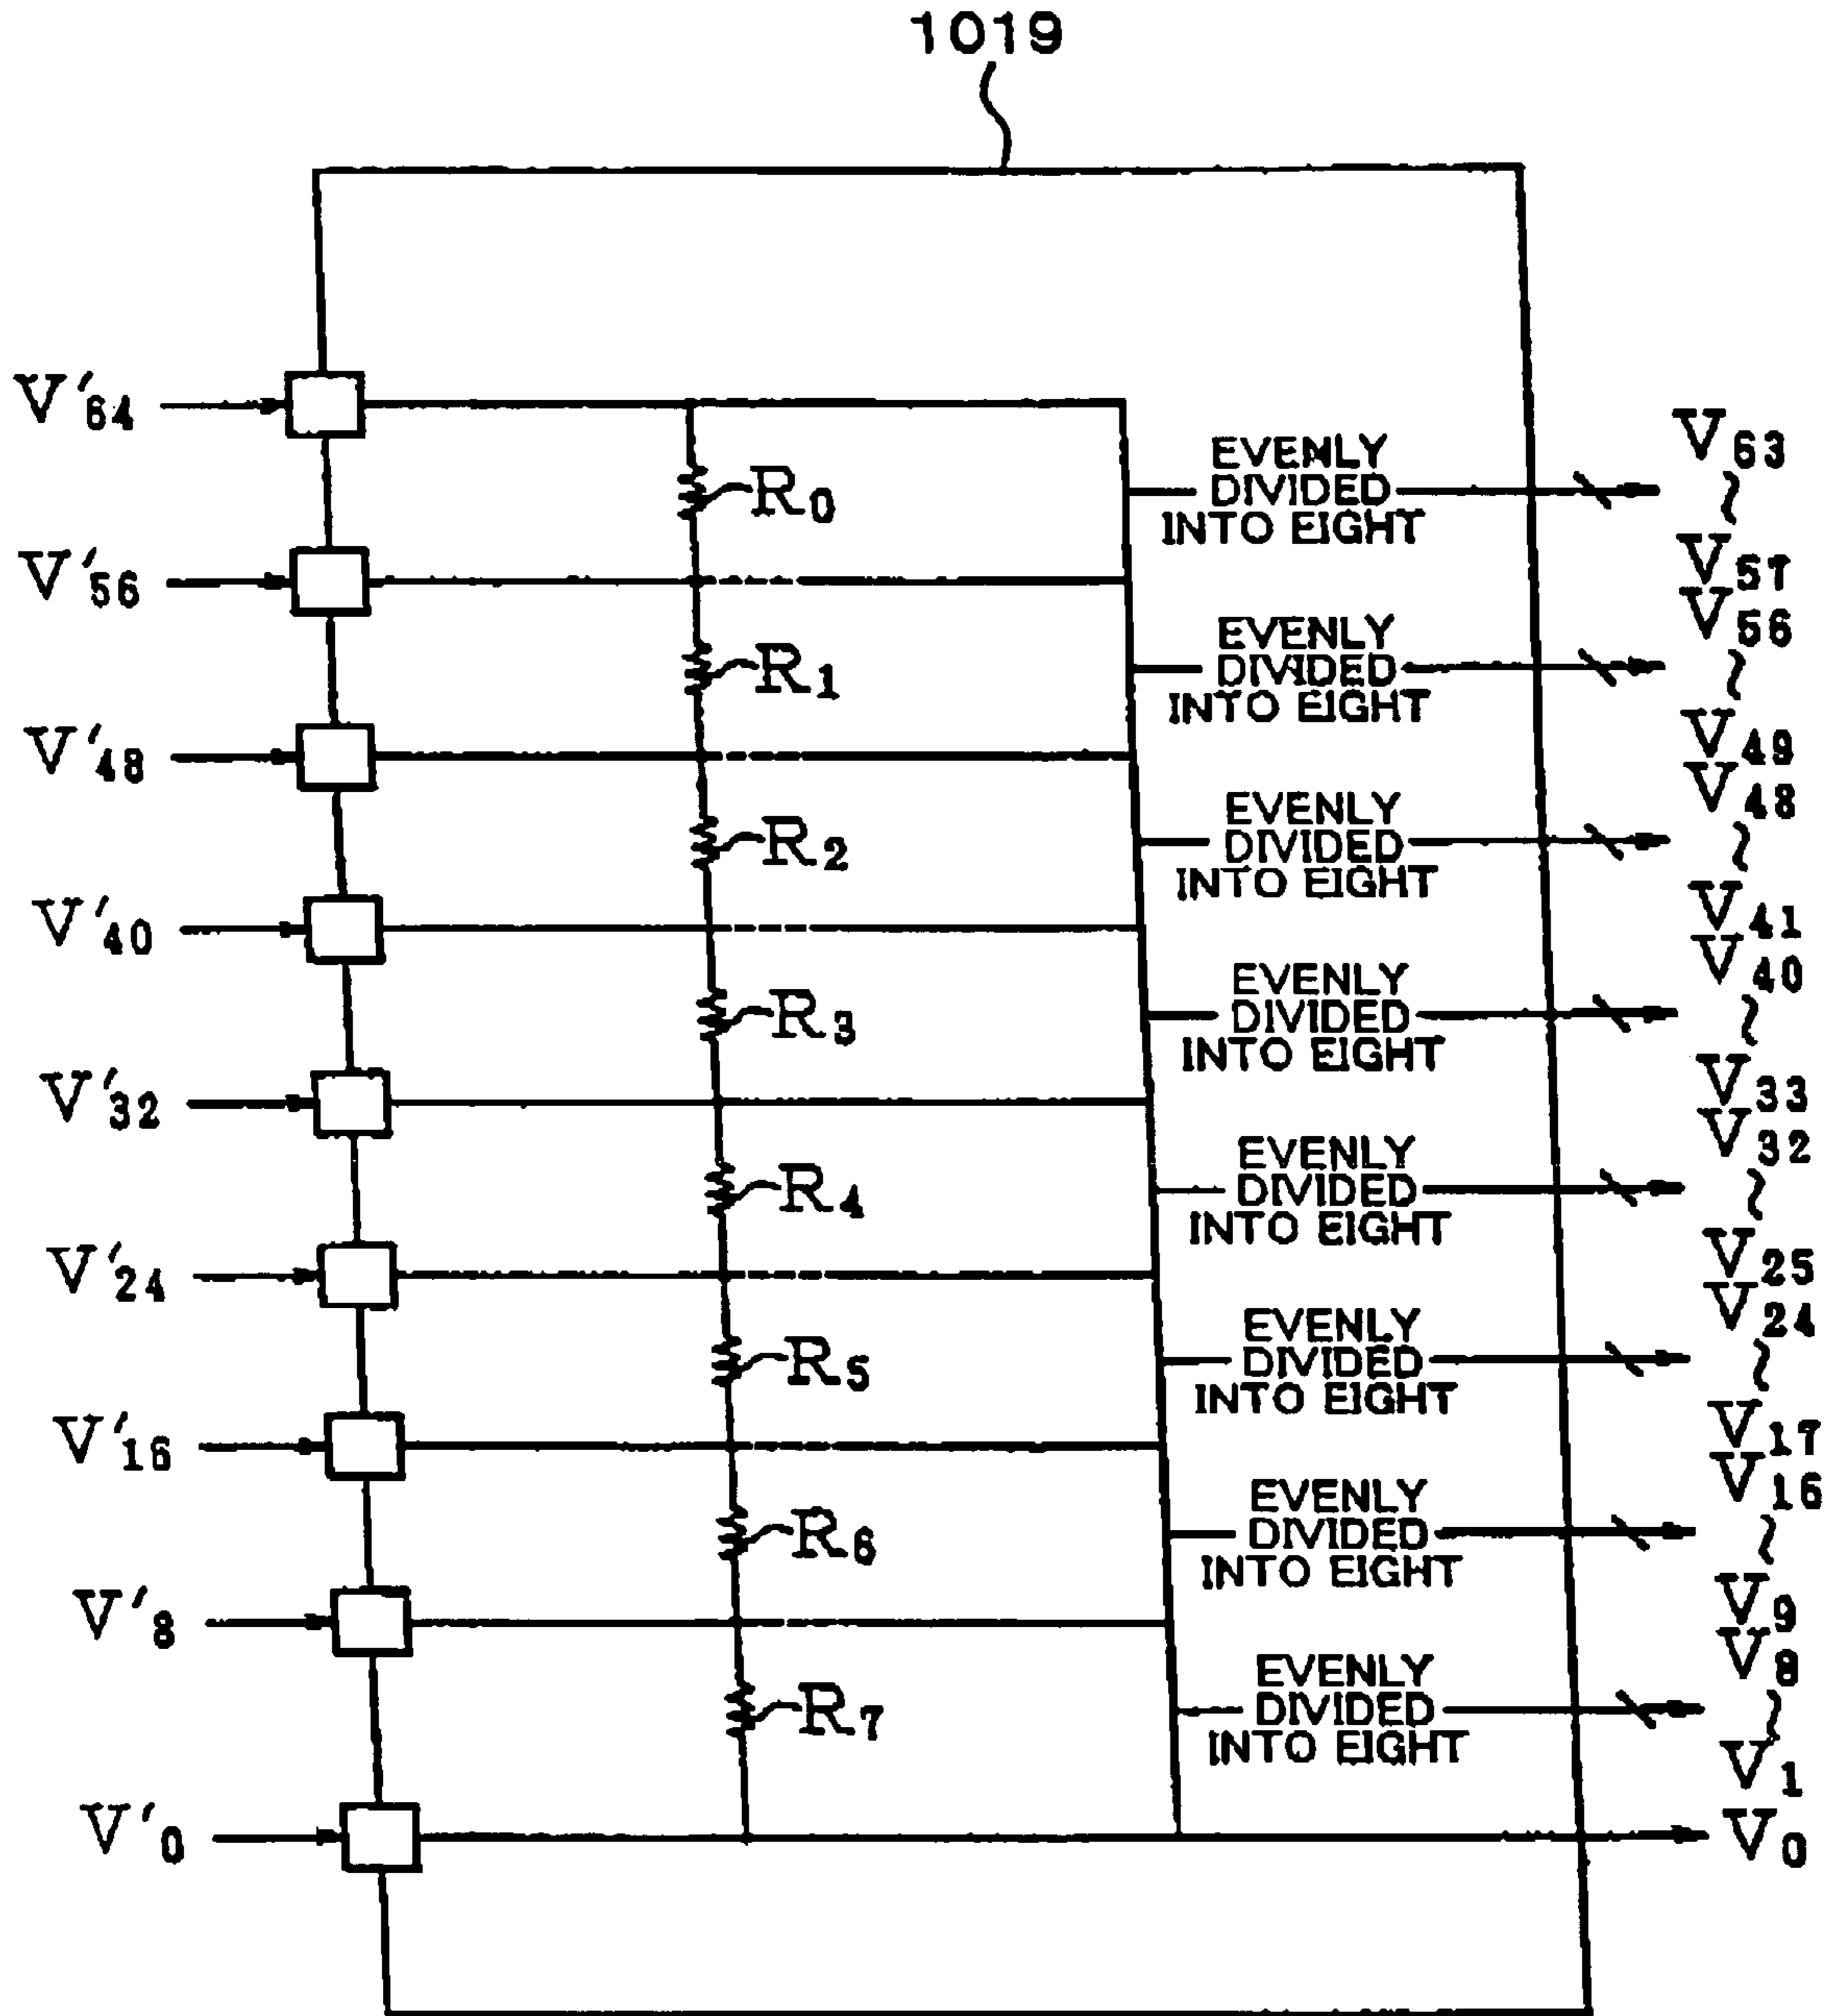 1019
V'64
EVENLY
DIVIDED
INTO EIGHT
V63
~
V57
R0
V'56
EVENLY
DIVIDED
INTO EIGHT
V56
~
V49
R1
V'48
EVENLY
DIVIDED
INTO EIGHT
V48
~
V41
R2
V'40
EVENLY
DIVIDED
INTO EIGHT
V40
~
V33
R3
V'32
EVENLY
DIVIDED
INTO EIGHT
V32
~
V25
R4
V'24
EVENLY
DIVIDED
INTO EIGHT
V24
~
V17
R5
V'16
EVENLY
DIVIDED
INTO EIGHT
V16
~
V9
R6
V'8
EVENLY
DIVIDED
INTO EIGHT
V8
~
V1
R7
V'0
V0